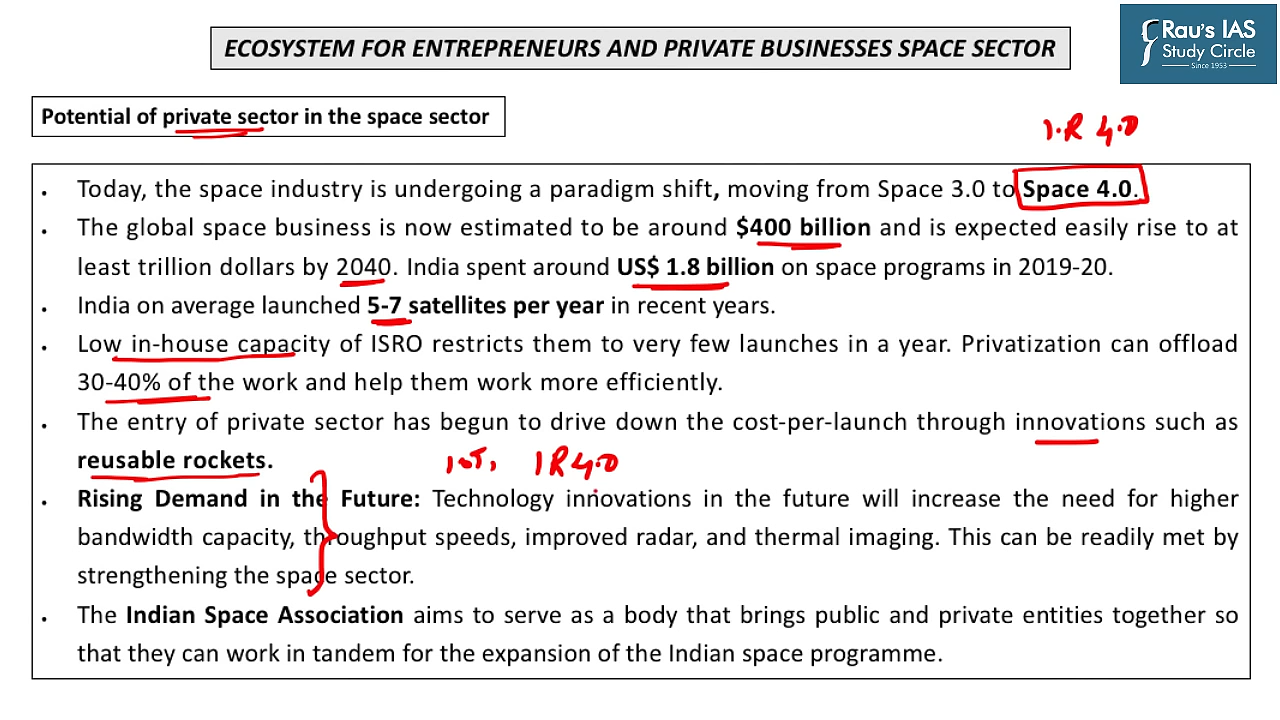 ECOSYSTEM FOR ENTREPRENEURS AND PRIVATE BUSINESSES SPACE SECTOR
Rau's IAS
Study Circle
Since 1953
Potential of private sector in the space sector
I.R 4.0
• Today, the space industry is undergoing a paradigm shift, moving from Space 3.0 to Space 4.0.
• The global space business is now estimated to be around $400 billion and is expected easily rise to at
least trillion dollars by 2040. India spent around US$ 1.8 billion on space programs in 2019-20.
• India on average launched 5-7 satellites per year in recent years.
• Low in-house capacity of ISRO restricts them to very few launches in a year. Privatization can offload
30-40% of the work and help them work more efficiently.
• The entry of private sector has begun to drive down the cost-per-launch through innovations such as
reusable rockets.
IoT, IR 4.0
• Rising Demand in the Future: Technology innovations in the future will increase the need for higher
bandwidth capacity, throughput speeds, improved radar, and thermal imaging. This can be readily met by
strengthening the space sector.
• The Indian Space Association aims to serve as a body that brings public and private entities together so
that they can work in tandem for the expansion of the Indian space programme.